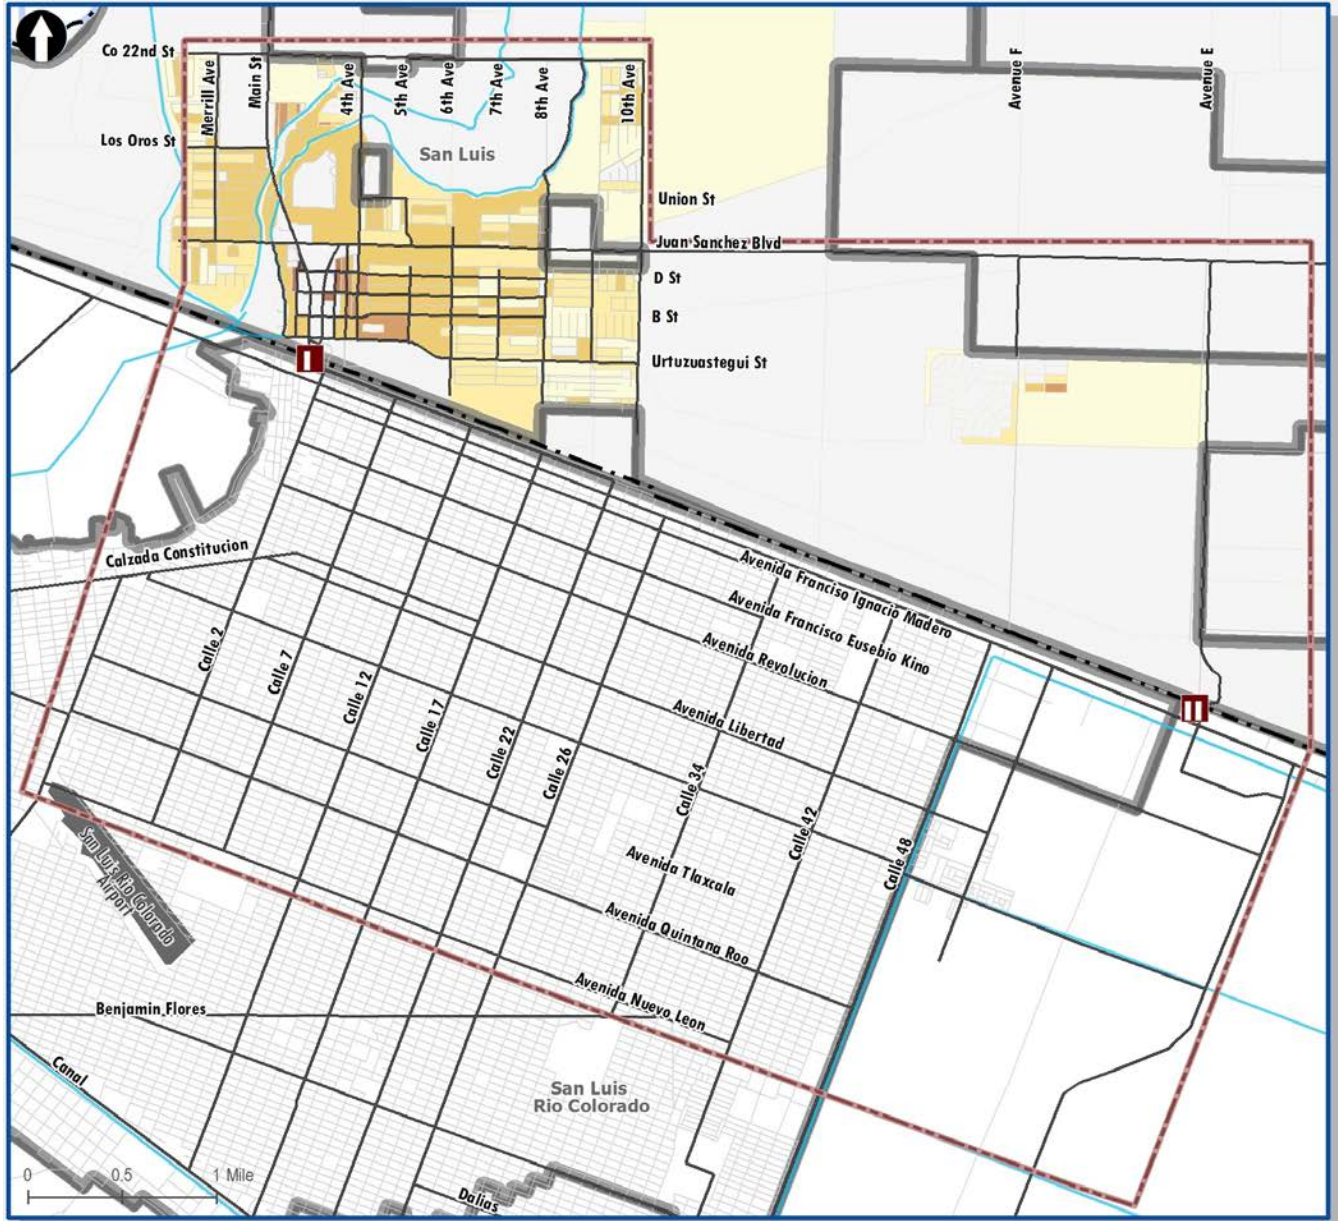 Co 22nd St
Merrill Ave
Main St
4th Ave
5th Ave
6th Ave
7th Ave
8th Ave
10th Ave
Avenue F
Avenue E
Los Oros St
San Luis
Union St
Juan Sanchez Blvd
D St
B St
Urtuzuastegui St
I
Calzada Constitucion
Avenida Franciso Ignacio Madero
Avenida Francisco Eusebio Kino
Avenida Revolucion
Avenida Libertad
II
Calle 2
Calle 7
Calle 12
Calle 17
Calle 22
Calle 26
Calle 34
Calle 42
Calle 48
San Luis Rio Colorado
Airport
Avenida Tlaxcala
Avenida Quintana Roo
Avenida Nuevo Leon
Benjamin Flores
Canal
San Luis
Rio Colorado
0 0.5 1 Mile
Dalias